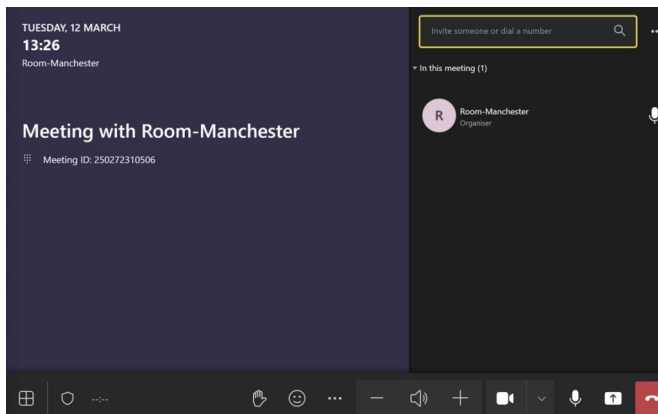 TUESDAY, 12 MARCH
13:26
Room-Manchester
Meeting with Room-Manchester
Meeting ID: 250272310506
Invite someone or dial a number
In this meeting (1)
R
Room-Manchester
Organiser
--:--